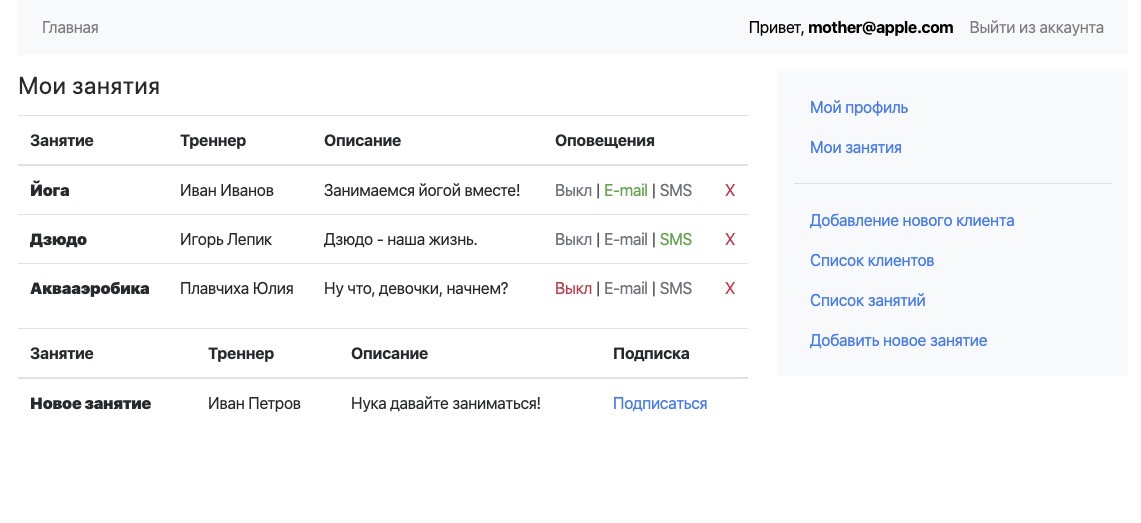 Главная Привет, mother@apple.com Выйти из аккаунта
Мои занятия
Занятие Треннер Описание Оповещения
Йога Иван Иванов Занимаемся йогой вместе! Выкл | E-mail | SMS X
Дзюдо Игорь Лепик Дзюдо - наша жизнь. Выкл | E-mail | SMS X
Аквааэробика Плавчиха Юлия Ну что, девочки, начнем? Выкл | E-mail | SMS X
Занятие Треннер Описание Подписка
Новое занятие Иван Петров Нука давайте заниматься! Подписаться
Мой профиль
Мои занятия
Добавление нового клиента
Список клиентов
Список занятий
Добавить новое занятие